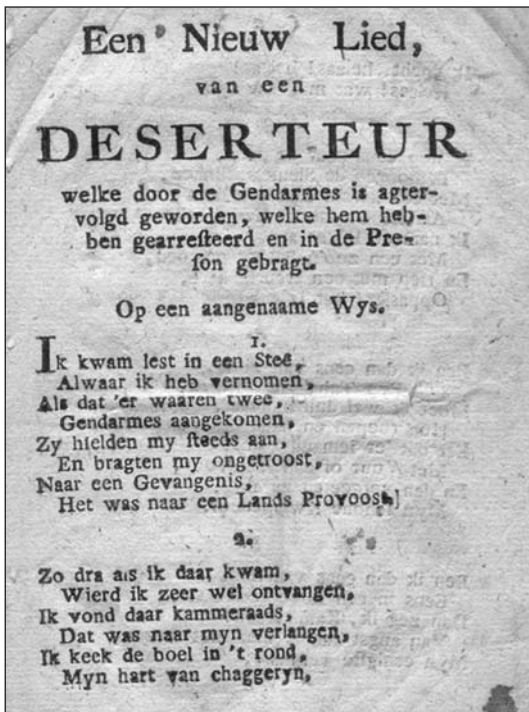 Een Nieuw Lied,
van een
DESERTEUR
welke door de Gendarmes is agter-
volgd geworden, welke hem heb-
ben gearreſteerd en in de Pre-
ſon gebragt.
Op een aangenaame Wys.
1.
Ik kwam lest in een Stee,
Alwaar ik heb vernomen,
Als dat 'er waaren twee,
Gendarmes aangekomen,
Zy hielden my ſteeds aan,
En bragten my ongetroost,
Naar een Gevangenis,
Het was naar een Lands Provoost,
2.
Zo dra als ik daar kwam,
Wierd ik zeer wel ontvangen,
Ik vond daar kammeraads,
Dat was naar myn verlangen,
Ik keek de boel in 't rond,
Myn hart van chaggeryn,